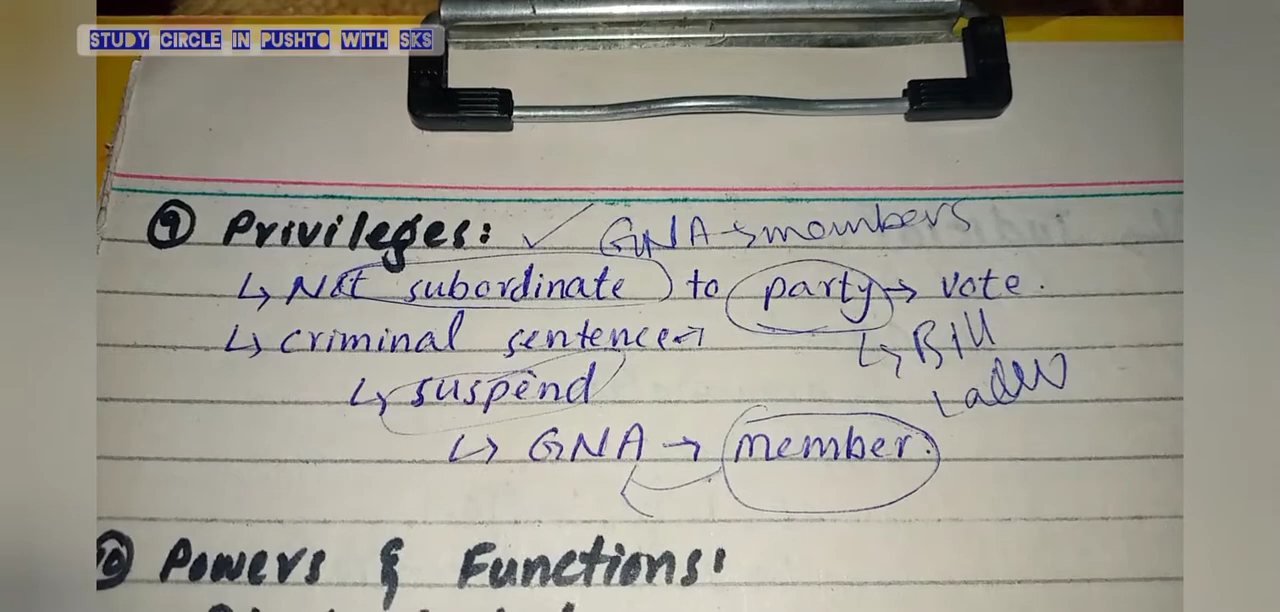 STUDY CIRCLE IN PUSHTO WITH SKS
9 Privileges: ✓ GNA → members
↳ Not subordinate to party → vote.
↳ criminal sentence →
↳ Bill
↳ suspend
↳ GNA → member.
10 Powers & Functions: